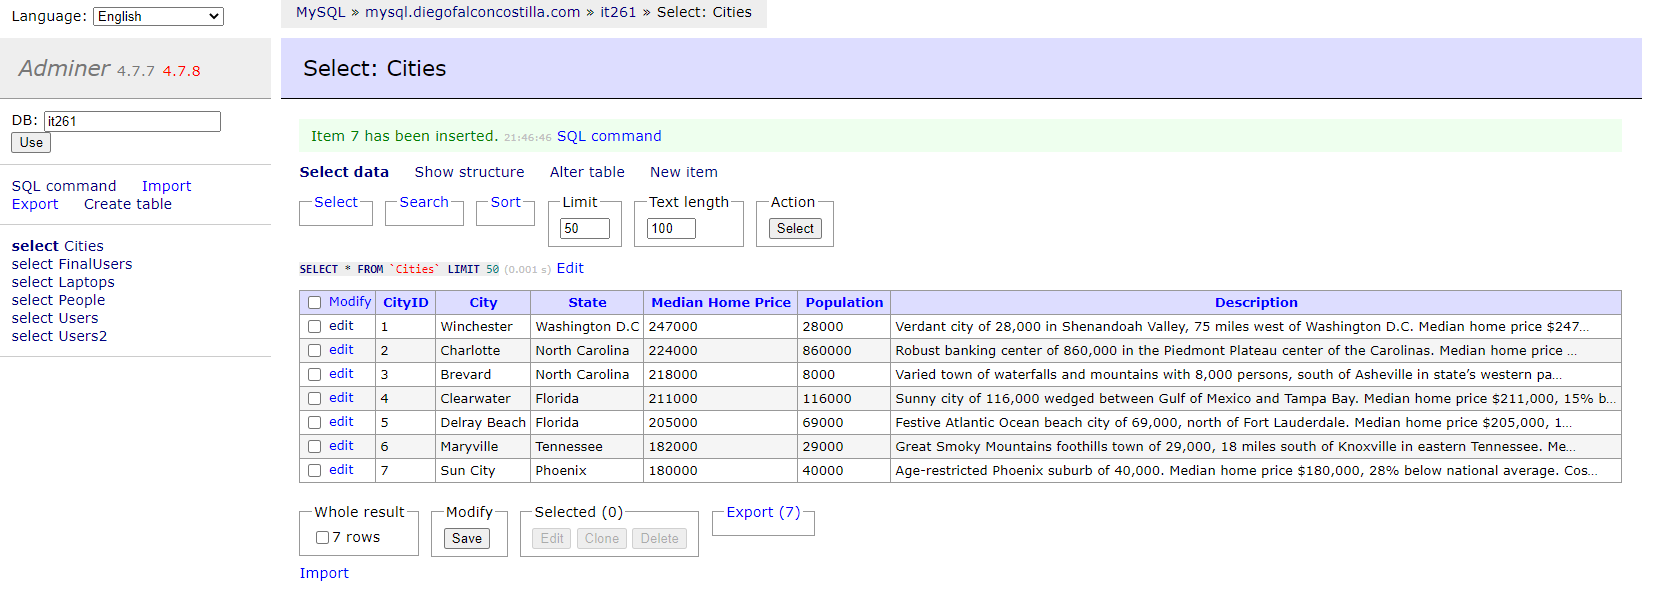 Language: English
MySQL » mysql.diegofalconcostilla.com » it261 » Select: Cities
Adminer 4.7.7 4.7.8
Select: Cities
DB: it261
Use
SQL command Import
Export Create table
select Cities
select FinalUsers
select Laptops
select People
select Users
select Users2
Item 7 has been inserted. 21:46:46 SQL command
Select data Show structure Alter table New item
Select Search Sort Limit Text length Action
50 100 Select
SELECT * FROM `Cities` LIMIT 50 (0.001 s) Edit
Modify CityID City State Median Home Price Population Description
edit 1 Winchester Washington D.C 247000 28000 Verdant city of 28,000 in Shenandoah Valley, 75 miles west of Washington D.C. Median home price $247...
edit 2 Charlotte North Carolina 224000 860000 Robust banking center of 860,000 in the Piedmont Plateau center of the Carolinas. Median home price ...
edit 3 Brevard North Carolina 218000 8000 Varied town of waterfalls and mountains with 8,000 persons, south of Asheville in state’s western pa...
edit 4 Clearwater Florida 211000 116000 Sunny city of 116,000 wedged between Gulf of Mexico and Tampa Bay. Median home price $211,000, 15% b...
edit 5 Delray Beach Florida 205000 69000 Festive Atlantic Ocean beach city of 69,000, north of Fort Lauderdale. Median home price $205,000, 1...
edit 6 Maryville Tennessee 182000 29000 Great Smoky Mountains foothills town of 29,000, 18 miles south of Knoxville in eastern Tennessee. Me...
edit 7 Sun City Phoenix 180000 40000 Age-restricted Phoenix suburb of 40,000. Median home price $180,000, 28% below national average. Cos...
Whole result Modify Selected (0) Export (7)
7 rows Save Edit Clone Delete
Import